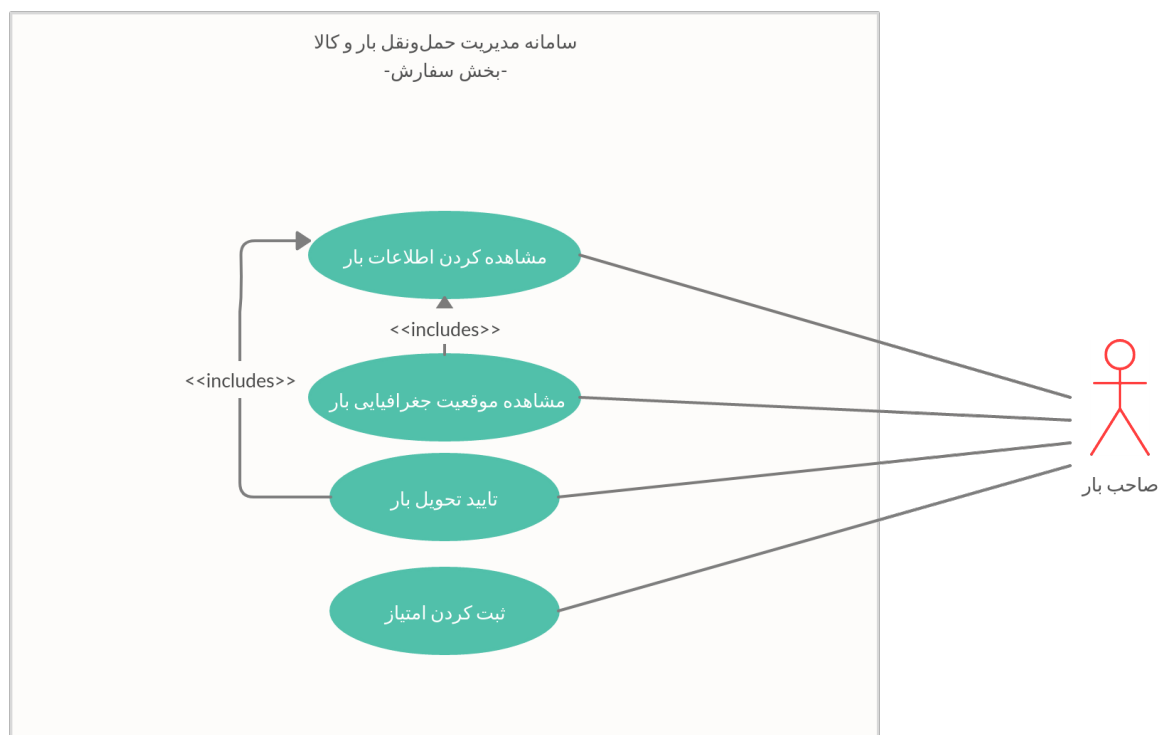 سامانه مدیریت حمل‌ونقل بار و کالا
-بخش سفارش-
مشاهده کردن اطلاعات بار
<<includes>>
<<includes>>
مشاهده موقعیت جغرافیایی بار
تایید تحویل بار
صاحب بار
ثبت کردن امتیاز